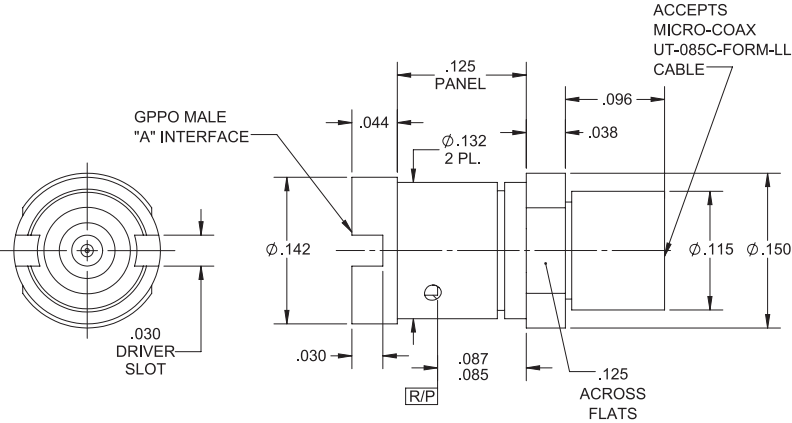 ACCEPTS
MICRO-COAX
UT-085C-FORM-LL
CABLE
.125
PANEL
.096
GPPO MALE
"A" INTERFACE
.044
Ø.132
2 PL.
.038
Ø.142
Ø.115
Ø.150
.030
DRIVER
SLOT
.030
.087
.085
R/P
.125
ACROSS
FLATS